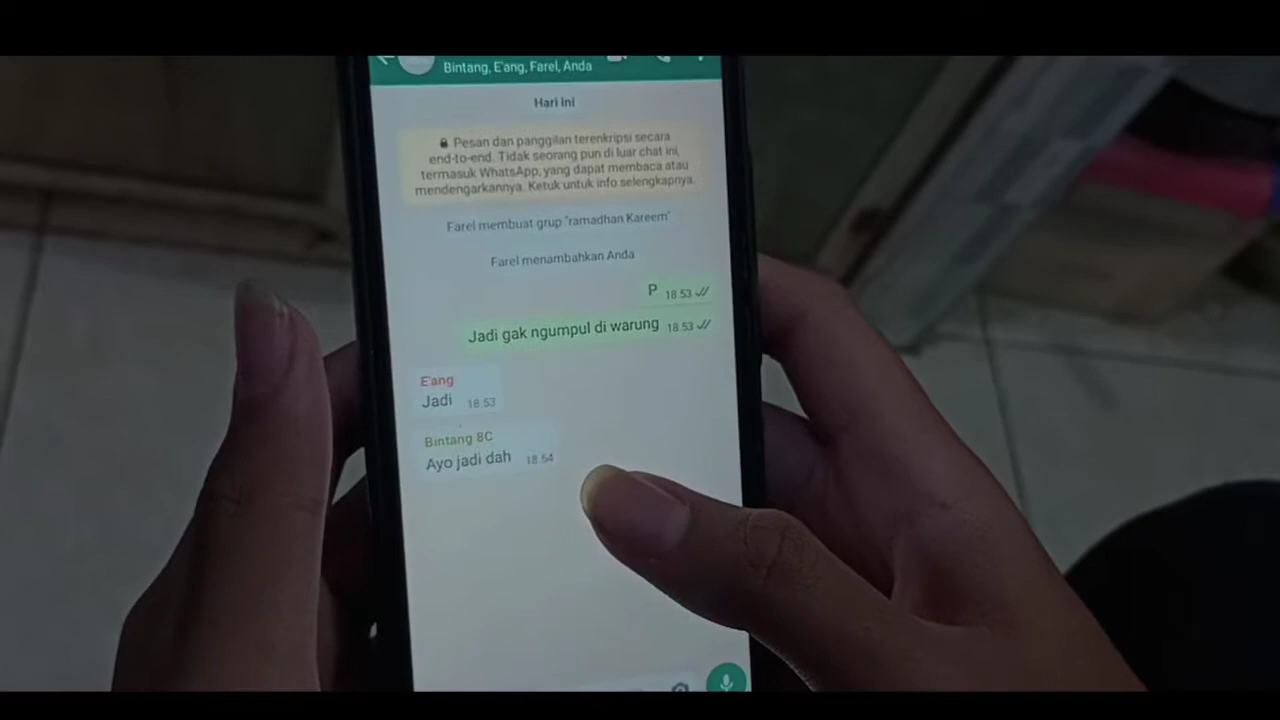 Bintang, E'ang, Farel, Anda
Hari Ini
Pesan dan panggilan terenkripsi secara
end-to-end. Tidak seorang pun di luar chat ini,
termasuk WhatsApp, yang dapat membaca atau
mendengarkannya. Ketuk untuk info selengkapnya.
Farel membuat grup "ramadhan Kareem"
Farel menambahkan Anda
P 18.53
Jadi gak ngumpul di warung 18.53
E'ang
Jadi 18.53
Bintang 8C
Ayo jadi dah 18.54